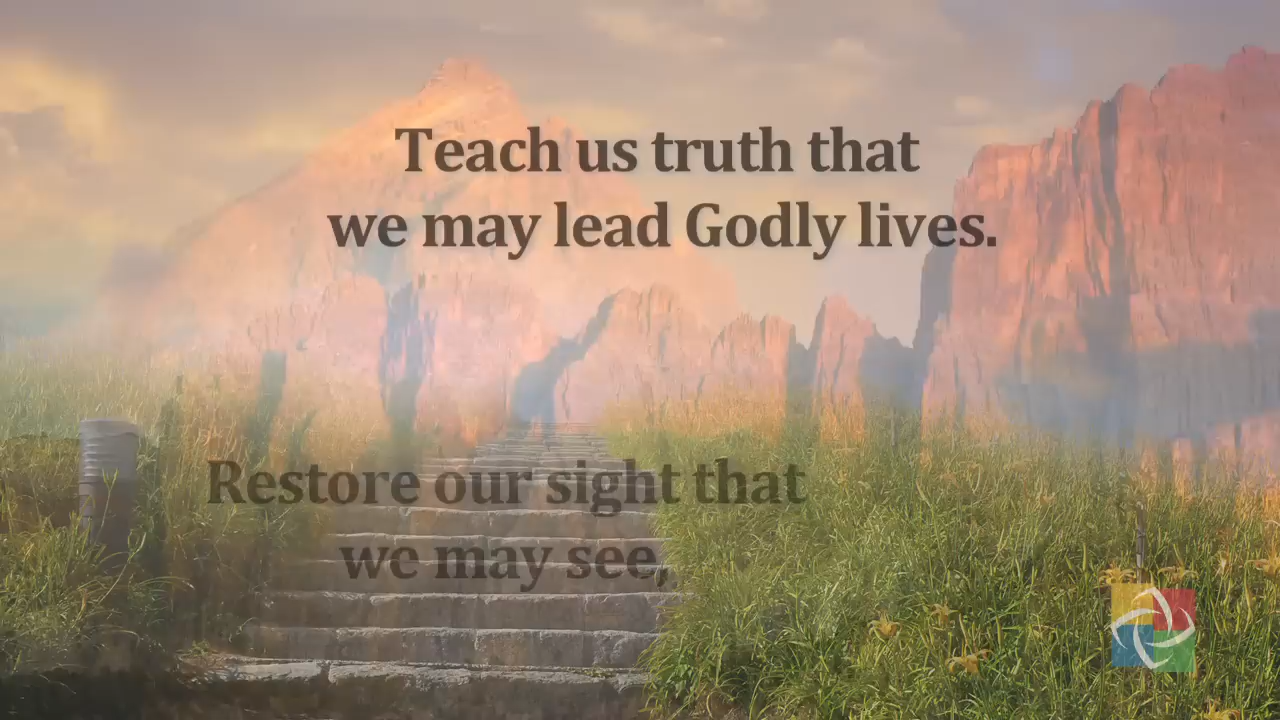 Teach us truth that
we may lead Godly lives.
Restore our sight that
we may see,